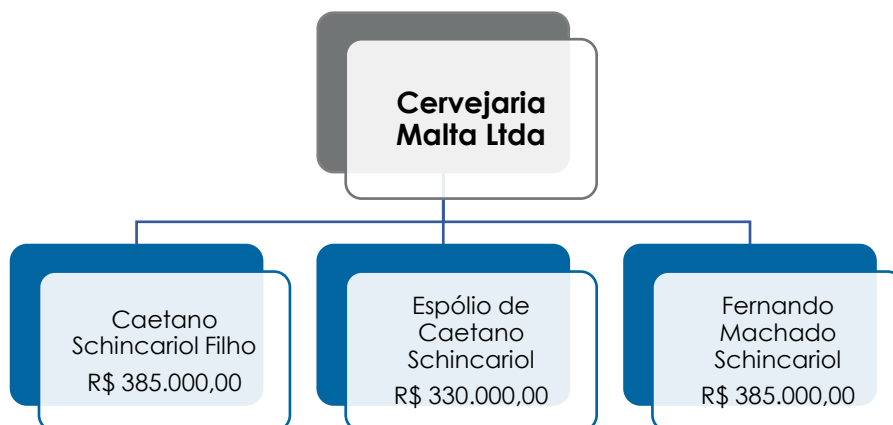 Cervejaria
Malta Ltda
Caetano
Schincariol Filho
R$ 385.000,00
Espólio de
Caetano
Schincariol
R$ 330.000,00
Fernando
Machado
Schincariol
R$ 385.000,00